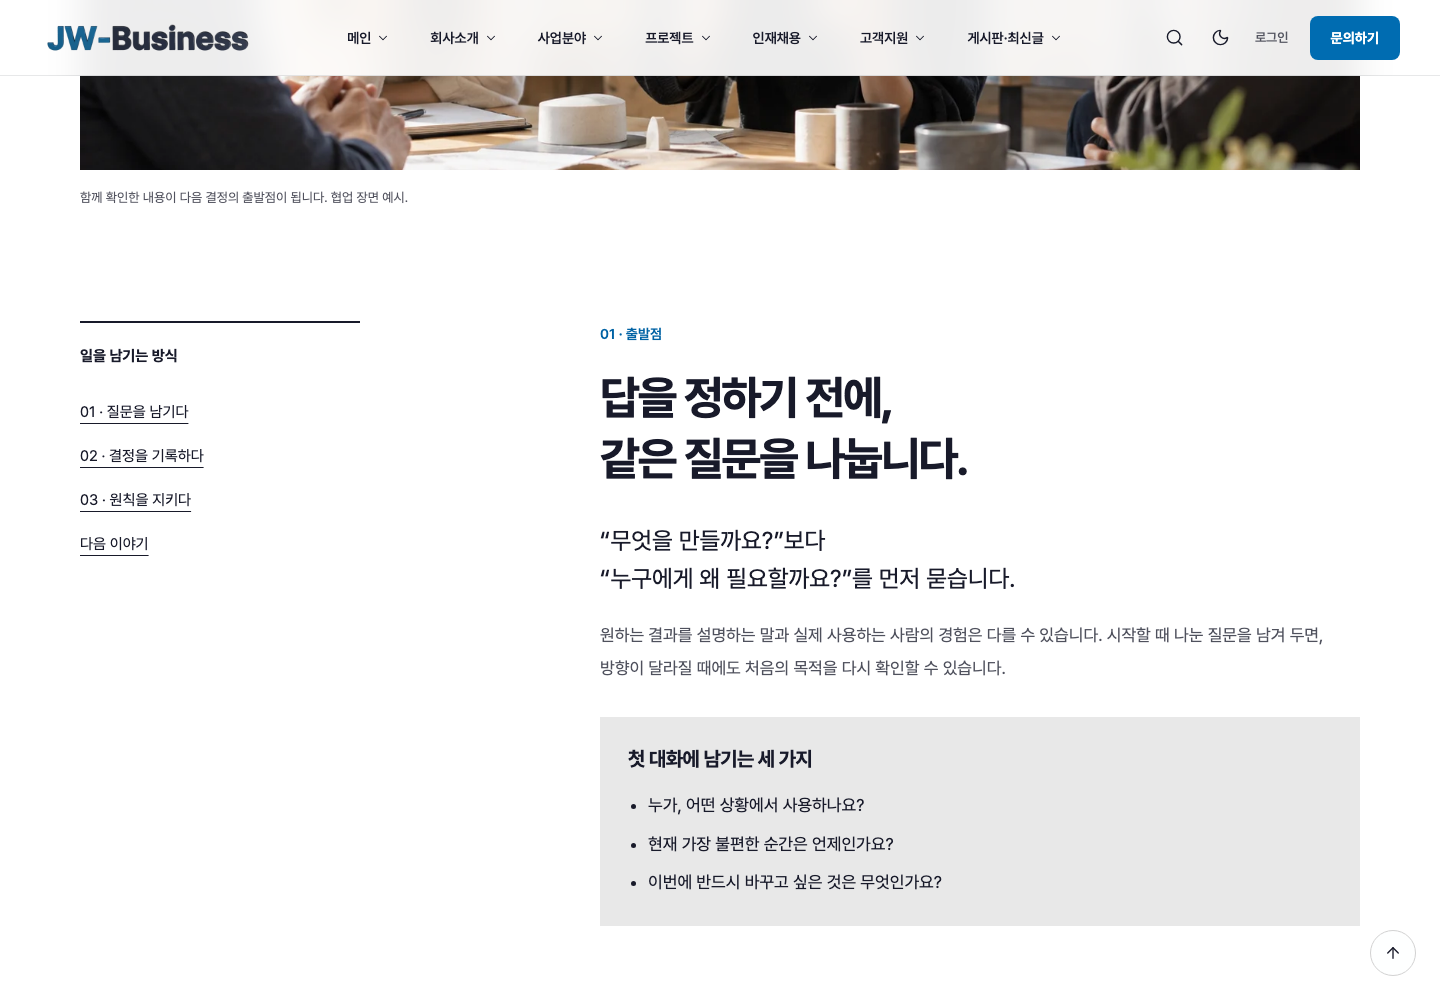 JW-Business
메인
회사소개
사업분야
프로젝트
인재채용
고객지원
게시판·최신글
로그인
문의하기
함께 확인한 내용이 다음 결정의 출발점이 됩니다. 협업 장면 예시.
일을 남기는 방식
01 · 질문을 남기다
02 · 결정을 기록하다
03 · 원칙을 지키다
다음 이야기
01 · 출발점
답을 정하기 전에,
같은 질문을 나눕니다.
“무엇을 만들까요?”보다
“누구에게 왜 필요할까요?”를 먼저 묻습니다.
원하는 결과를 설명하는 말과 실제 사용하는 사람의 경험은 다를 수 있습니다. 시작할 때 나눈 질문을 남겨 두면,
방향이 달라질 때에도 처음의 목적을 다시 확인할 수 있습니다.
첫 대화에 남기는 세 가지
• 누가, 어떤 상황에서 사용하나요?
• 현재 가장 불편한 순간은 언제인가요?
• 이번에 반드시 바꾸고 싶은 것은 무엇인가요?